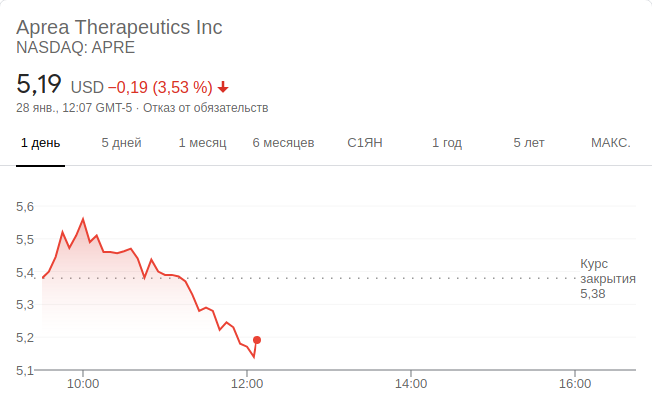 Aprea Therapeutics Inc
NASDAQ: APRE
5,19 USD −0,19 (3,53 %)
28 янв., 12:07 GMT-5 · Отказ от обязательств
1 день 5 дней 1 месяц 6 месяцев С1ЯН 1 год 5 лет МАКС.
5,6
5,5
5,4
5,3
5,2
5,1
Курс
закрытия
5,38
10:00 12:00 14:00 16:00